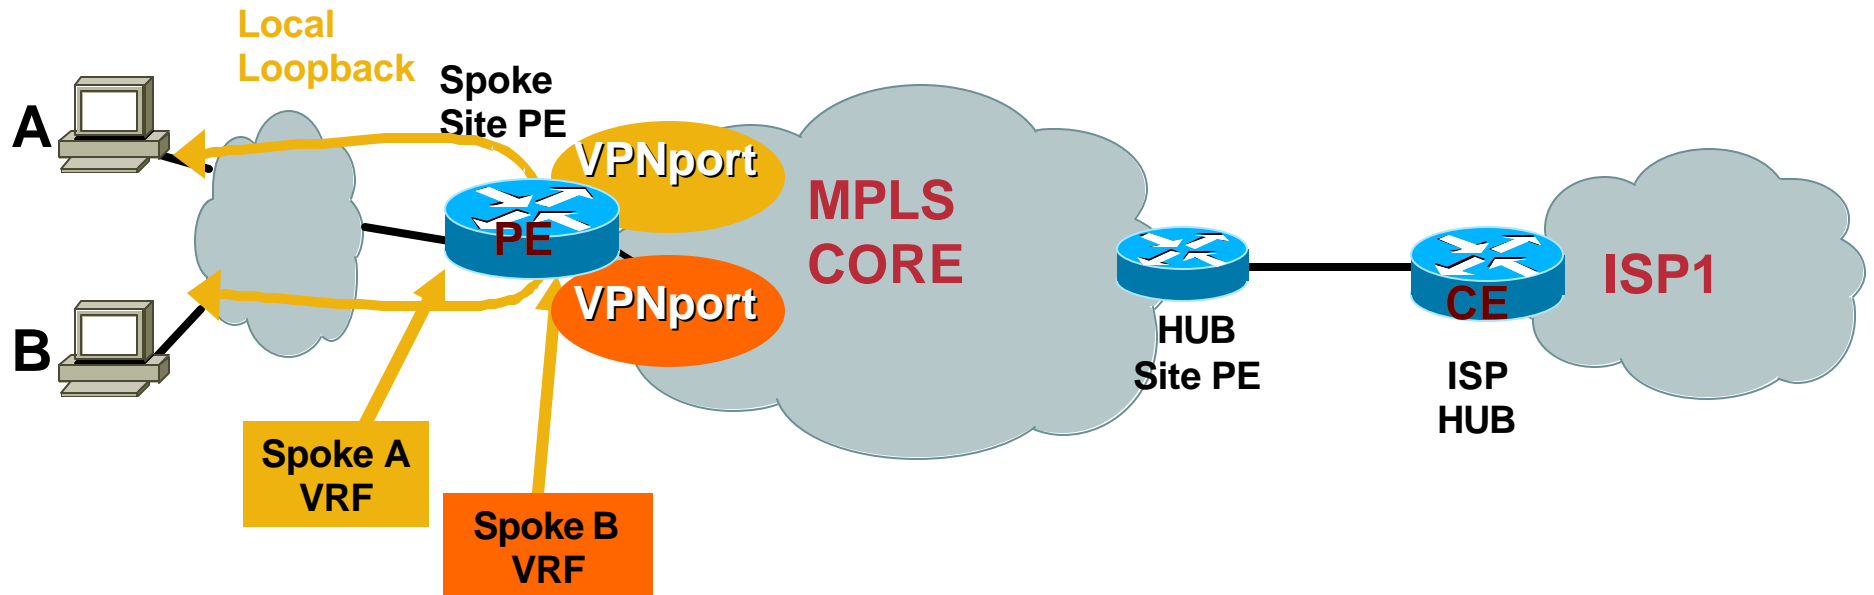 Local
Loopback
Spoke
Site PE
A
VPNport
MPLS
CORE
PE
ISP1
VPNport
CE
B
HUB
Site PE
ISP
HUB
Spoke A
VRF
Spoke B
VRF